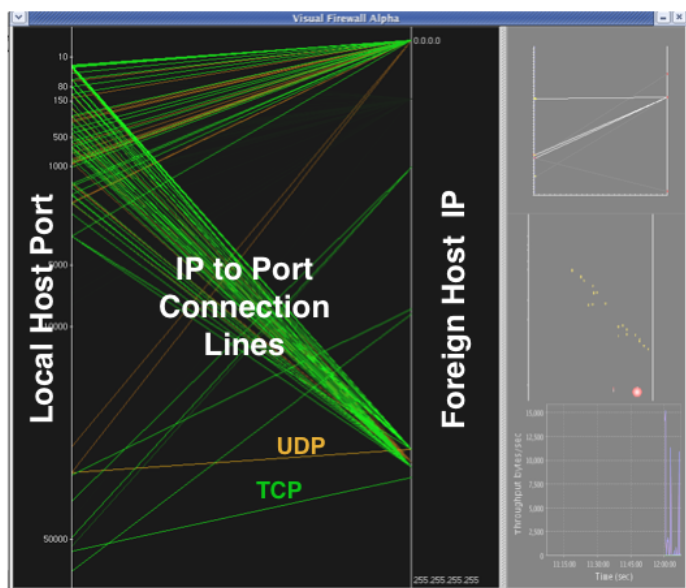 Visual Firewall Alpha
0.0.0.0
10
80
150
500
1000
5000
10000
50000
Local Host Port
IP to Port
Connection
Lines
UDP
TCP
Foreign Host IP
255.255.255.255
Throughput bytes/sec
15,000
12,500
10,000
7,500
5,000
2,500
0
11:15:00
11:30:00
11:45:00
12:00:00
Time (sec)